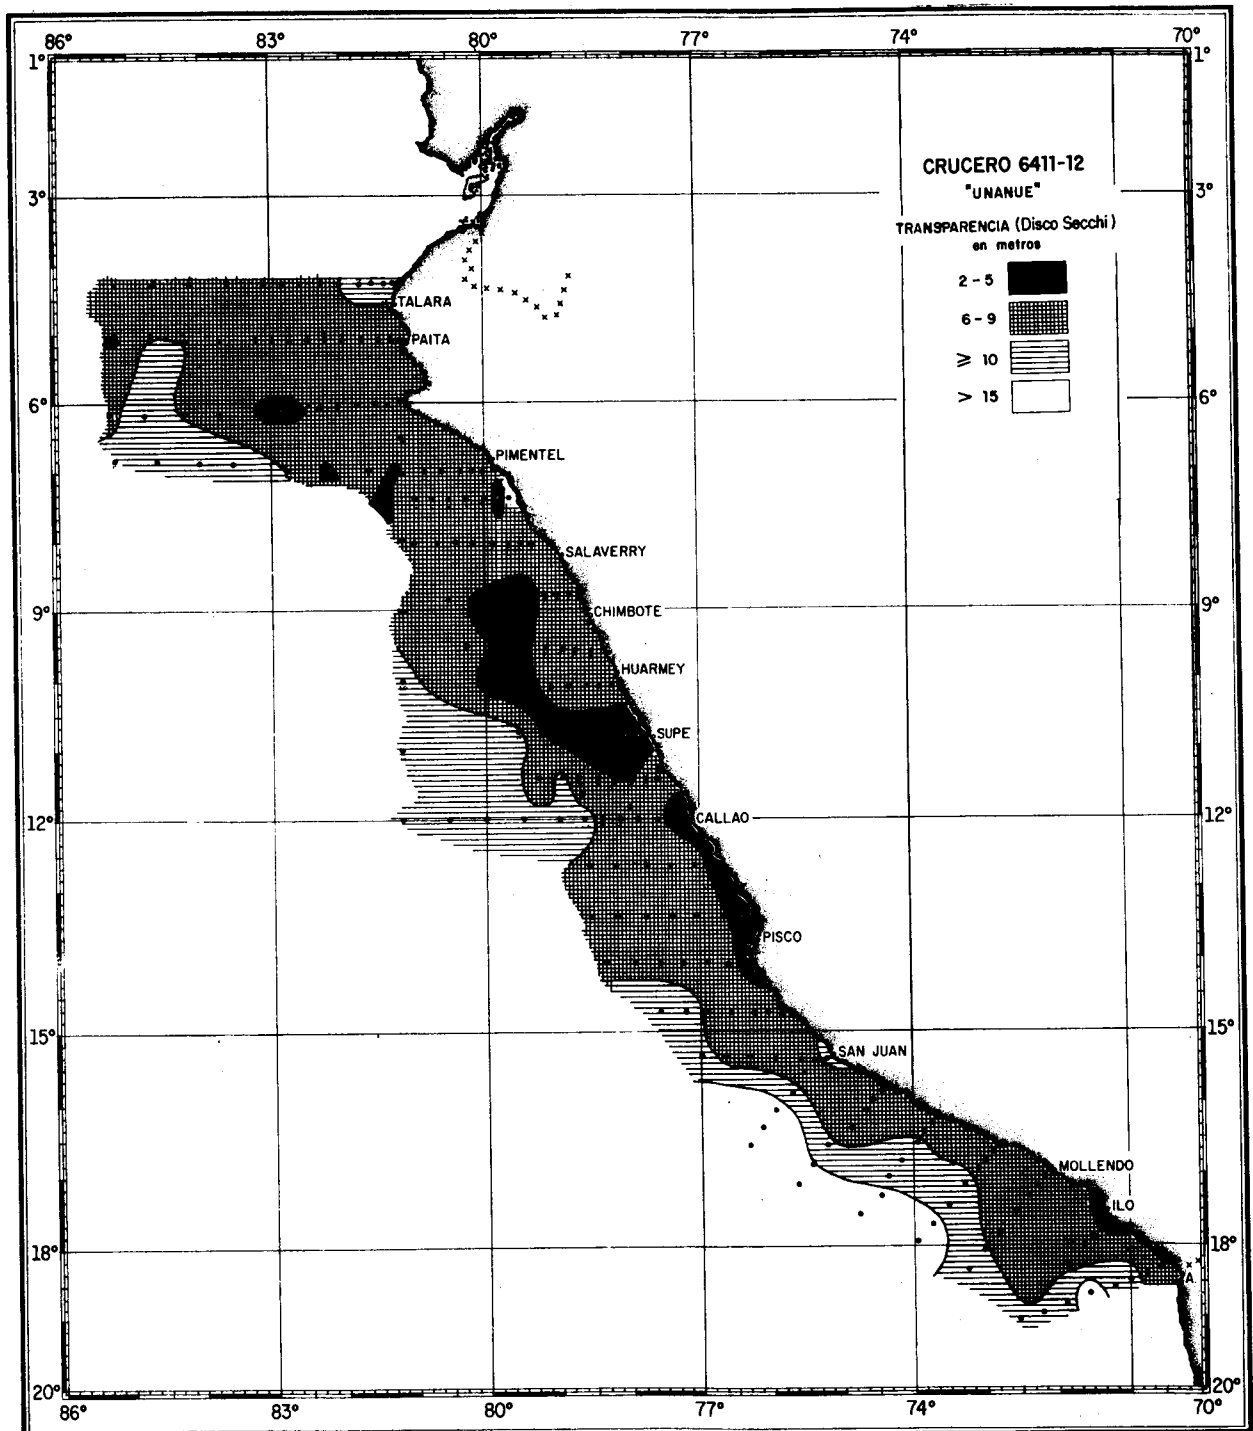 86° 83° 80° 77° 74° 70°
1° 1°
CRUCERO 6411-12
"UNANUE"
3° 3°
TRANSPARENCIA (Disco Secchi)
en metros
2-5
6-9
≥ 10
> 15
TALARA
PAITA
6° 6°
PIMENTEL
SALAVERRY
9° 9°
CHIMBOTE
HUARMEY
SUPE
12° 12°
CALLAO
PISCO
15° 15°
SAN JUAN
MOLLENDO
ILO
18° 18°
A.
20° 20°
86° 83° 80° 77° 74° 70°